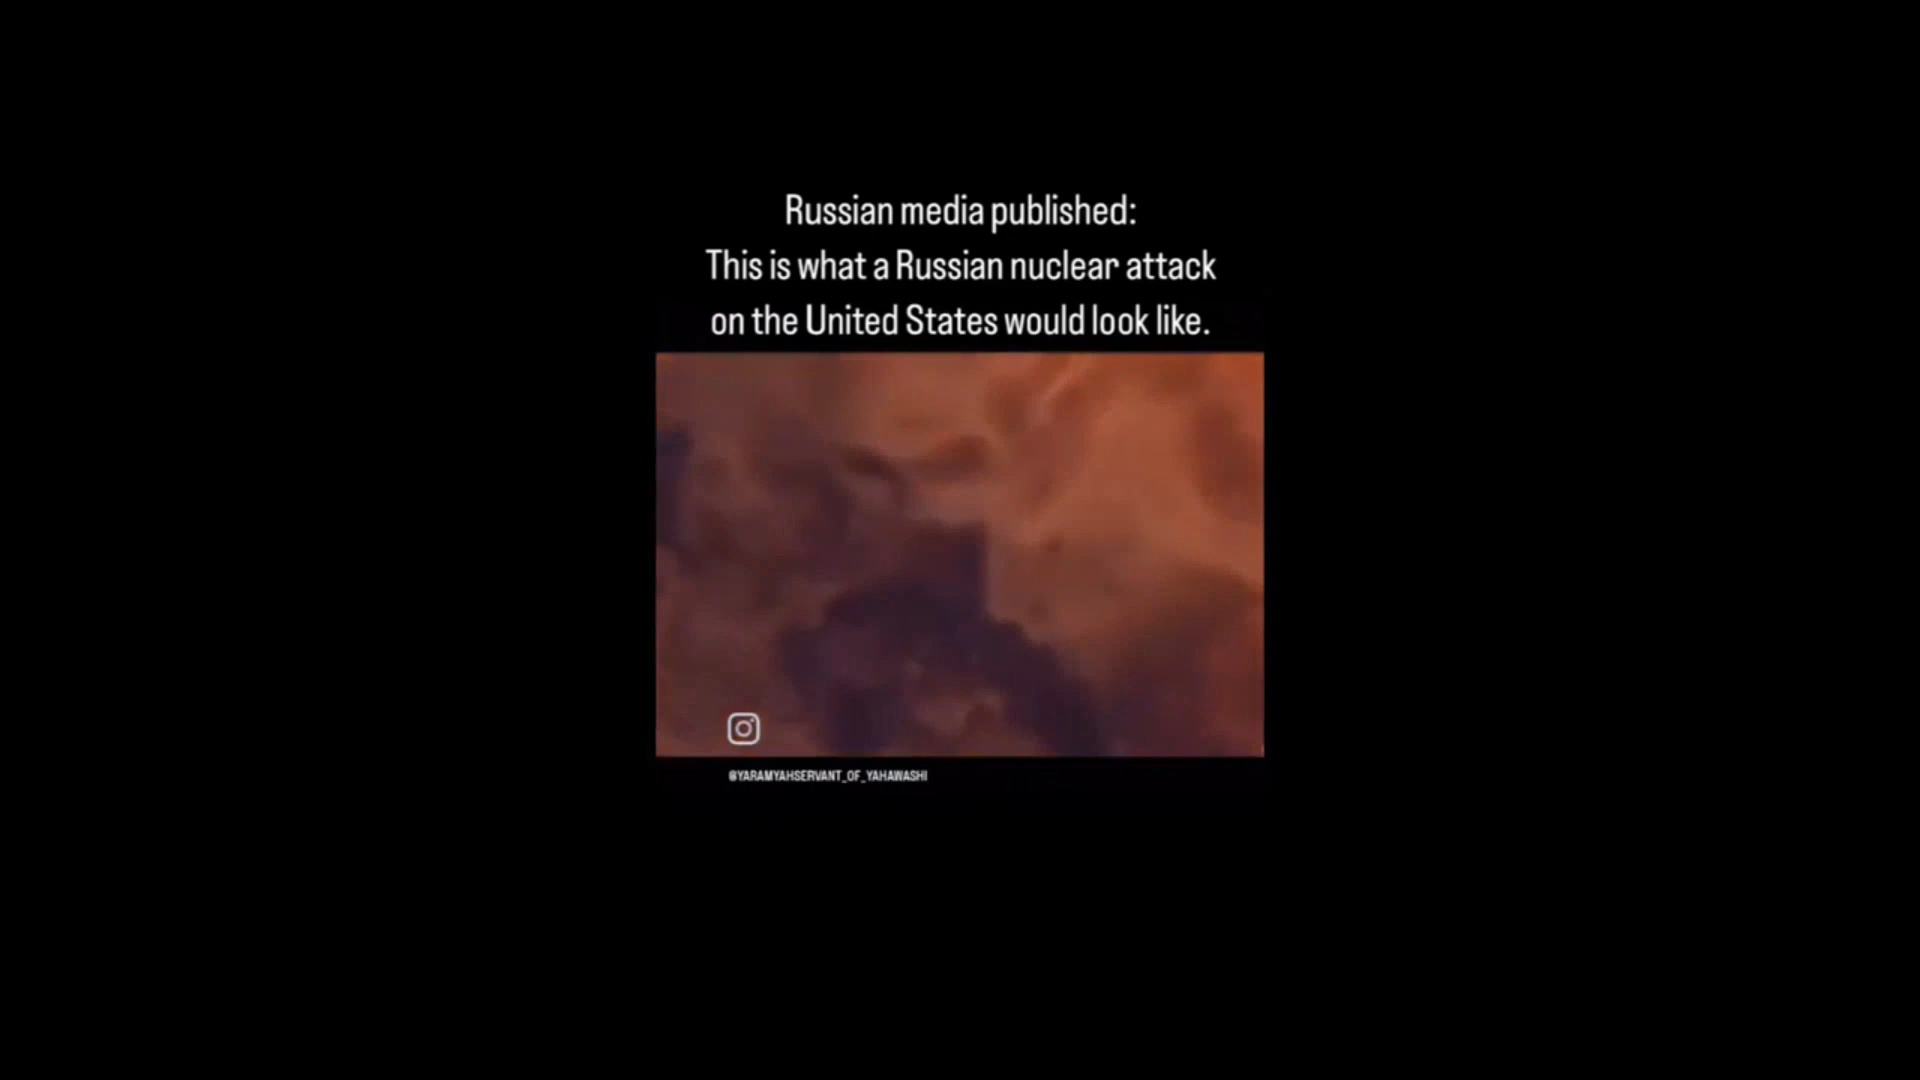 Russian media published:
This is what a Russian nuclear attack
on the United States would look like.
@YARAMYAHSERVANT_OF_YAHAWASHI